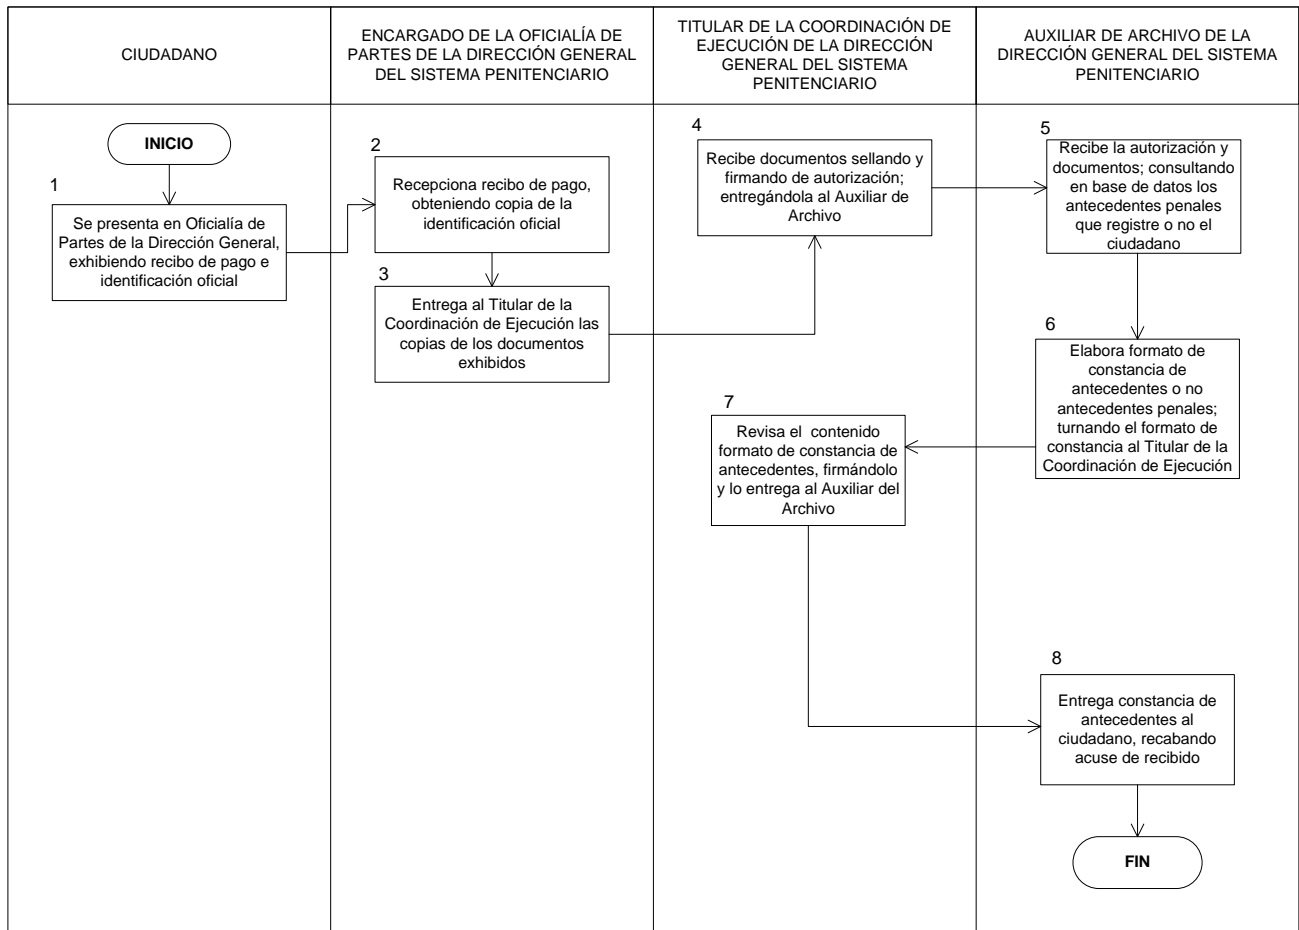 CIUDADANO
ENCARGADO DE LA OFICIALÍA DE
PARTES DE LA DIRECCIÓN GENERAL
DEL SISTEMA PENITENCIARIO
TITULAR DE LA COORDINACIÓN DE
EJECUCIÓN DE LA DIRECCIÓN
GENERAL DEL SISTEMA
PENITENCIARIO
AUXILIAR DE ARCHIVO DE LA
DIRECCIÓN GENERAL DEL SISTEMA
PENITENCIARIO
INICIO
1
Se presenta en Oficialía de
Partes de la Dirección General,
exhibiendo recibo de pago e
identificación oficial
2
Recepciona recibo de pago,
obteniendo copia de la
identificación oficial
3
Entrega al Titular de la
Coordinación de Ejecución las
copias de los documentos
exhibidos
4
Recibe documentos sellando y
firmando de autorización;
entregándola al Auxiliar de
Archivo
5
Recibe la autorización y
documentos; consultando
en base de datos los
antecedentes penales
que registre o no el
ciudadano
6
Elabora formato de
constancia de
antecedentes o no
antecedentes penales;
turnando el formato de
constancia al Titular de la
Coordinación de Ejecución
7
Revisa el contenido
formato de constancia de
antecedentes, firmándolo
y lo entrega al Auxiliar del
Archivo
8
Entrega constancia de
antecedentes al
ciudadano, recabando
acuse de recibido
FIN